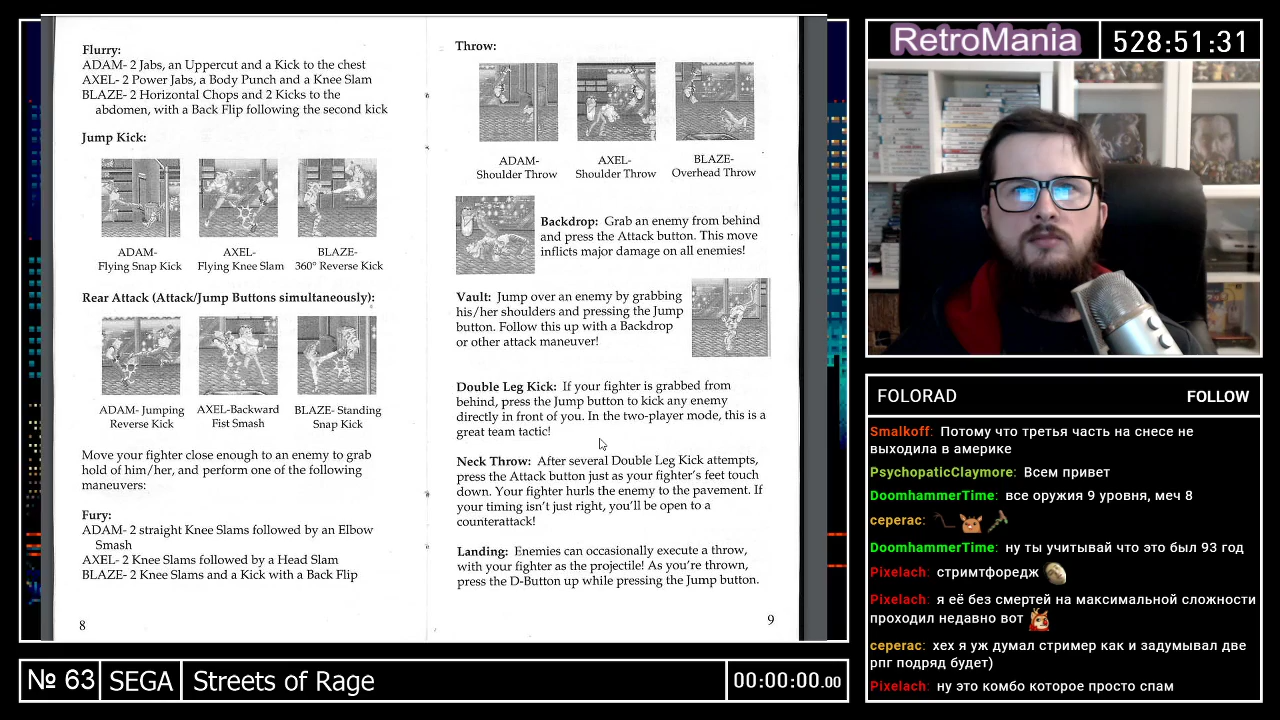 Flurry:
ADAM- 2 Jabs, an Uppercut and a Kick to the chest
AXEL- 2 Power Jabs, a Body Punch and a Knee Slam
BLAZE- 2 Horizontal Chops and 2 Kicks to the
abdomen, with a Back Flip following the second kick
Jump Kick:
ADAM-
Flying Snap Kick
AXEL-
Flying Knee Slam
BLAZE-
360° Reverse Kick
Rear Attack (Attack/Jump Buttons simultaneously):
ADAM- Jumping
Reverse Kick
AXEL-Backward
Fist Smash
BLAZE- Standing
Snap Kick
Move your fighter close enough to an enemy to grab
hold of him/her, and perform one of the following
maneuvers:
Fury:
ADAM- 2 straight Knee Slams followed by an Elbow
Smash
AXEL- 2 Knee Slams followed by a Head Slam
BLAZE- 2 Knee Slams and a Kick with a Back Flip
8
Throw:
ADAM-
Shoulder Throw
AXEL-
Shoulder Throw
BLAZE-
Overhead Throw
Backdrop: Grab an enemy from behind
and press the Attack button. This move
inflicts major damage on all enemies!
Vault: Jump over an enemy by grabbing
his/her shoulders and pressing the Jump
button. Follow this up with a Backdrop
or other attack maneuver!
Double Leg Kick: If your fighter is grabbed from
behind, press the Jump button to kick any enemy
directly in front of you. In the two-player mode, this is a
great team tactic!
Neck Throw: After several Double Leg Kick attempts,
press the Attack button just as your fighter's feet touch
down. Your fighter hurls the enemy to the pavement. If
your timing isn't just right, you'll be open to a
counterattack!
Landing: Enemies can occasionally execute a throw,
with your fighter as the projectile! As you're thrown,
press the D-Button up while pressing the Jump button.
9
RetroMania
528:51:31
FOLORAD
FOLLOW
Smalkoff: Потому что третья часть на снесе не
выходила в америке
PsychopaticClaymore: Всем привет
DoomhammerTime: все оружия 9 уровня, меч 8
ceperac:
DoomhammerTime: ну ты учитывай что это был 93 год
Pixelach: стримтфоредж
Pixelach: я её без смертей на максимальной сложности
проходил недавно вот
ceperac: хех я уж думал стример как и задумывал две
рпг подряд будет)
Pixelach: ну это комбо которое просто спам
№ 63
SEGA
Streets of Rage
00:00:00.00